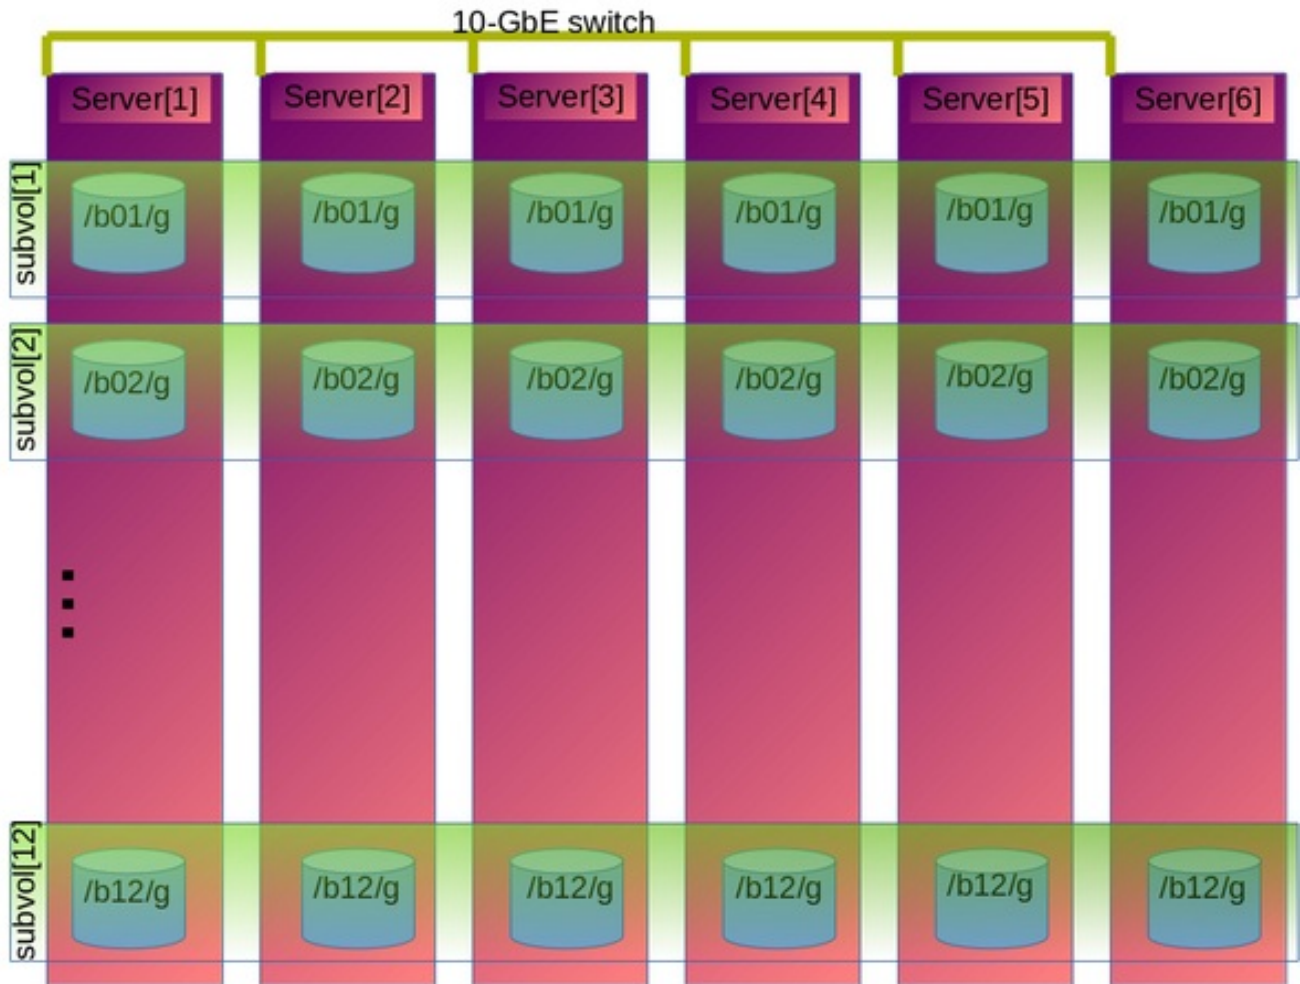 10-GbE switch
Server[1] Server[2] Server[3] Server[4] Server[5] Server[6]
subvol[1]
/b01/g /b01/g /b01/g /b01/g /b01/g /b01/g
subvol[2]
/b02/g /b02/g /b02/g /b02/g /b02/g /b02/g
subvol[12]
/b12/g /b12/g /b12/g /b12/g /b12/g /b12/g